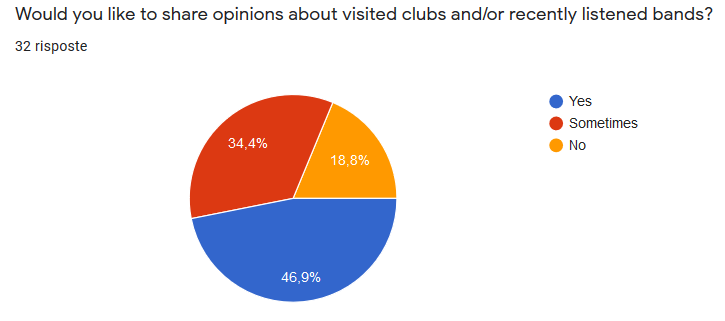 Would you like to share opinions about visited clubs and/or recently listened bands?
32 risposte
Yes
Sometimes
No
34,4%
18,8%
46,9%